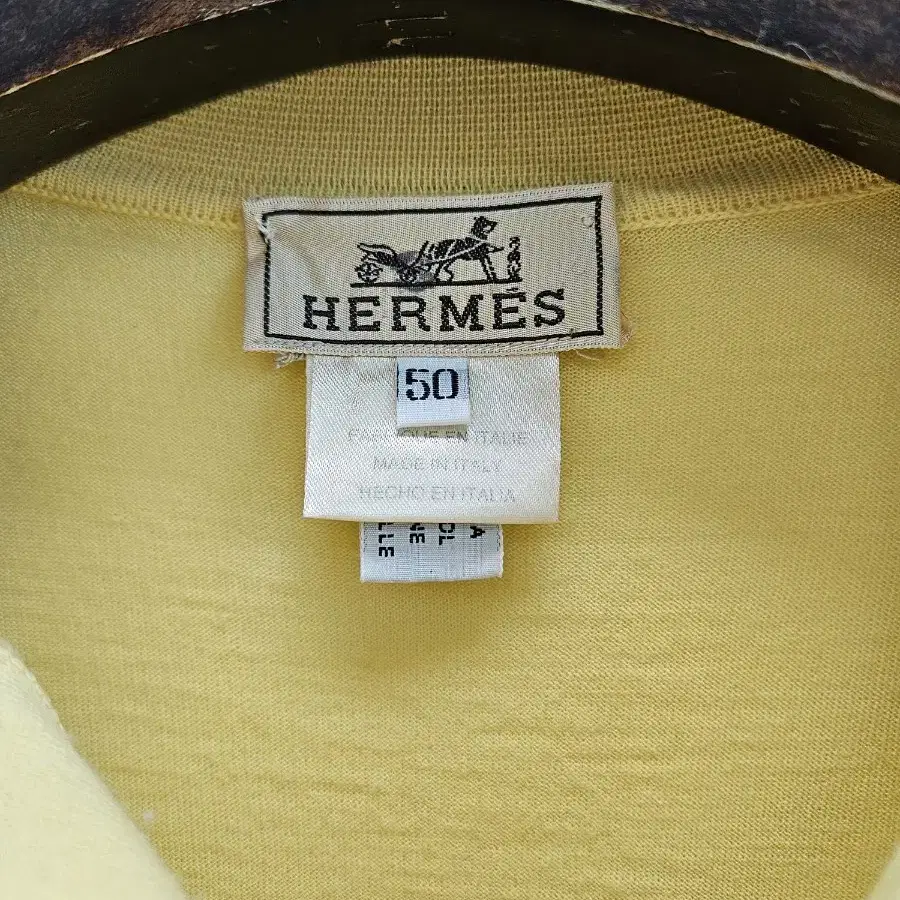 HERMÈS
50
FABRIQUE EN ITALIE
MADE IN ITALY
HECHO EN ITALIA